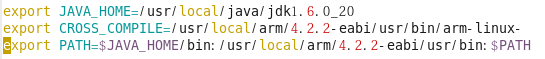 export JAVA_HOME=/usr/local/java/jdk1.6.0_20
export CROSS_COMPILE=/usr/local/arm/4.2.2-eabi/usr/bin/arm-linux-
export PATH=$JAVA_HOME/bin:/usr/local/arm/4.2.2-eabi/usr/bin:$PATH